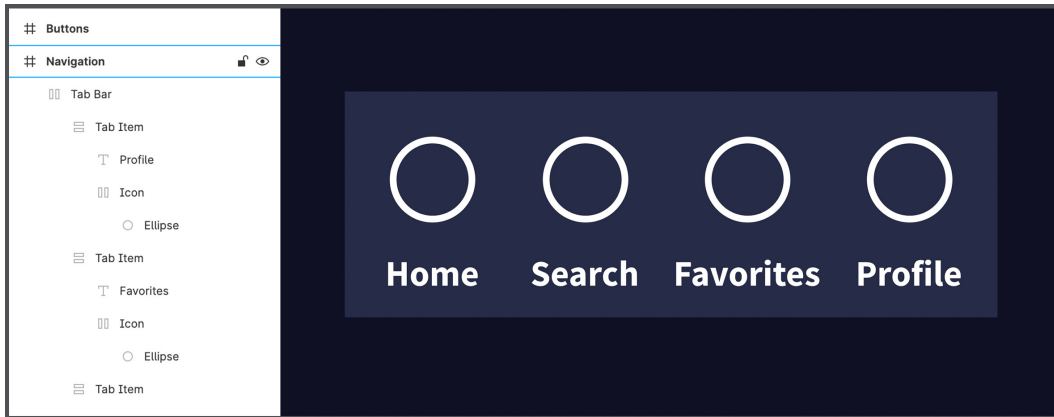 Buttons
Navigation
Tab Bar
Tab Item
Profile
Icon
Ellipse
Tab Item
Favorites
Icon
Ellipse
Tab Item
Home Search Favorites Profile